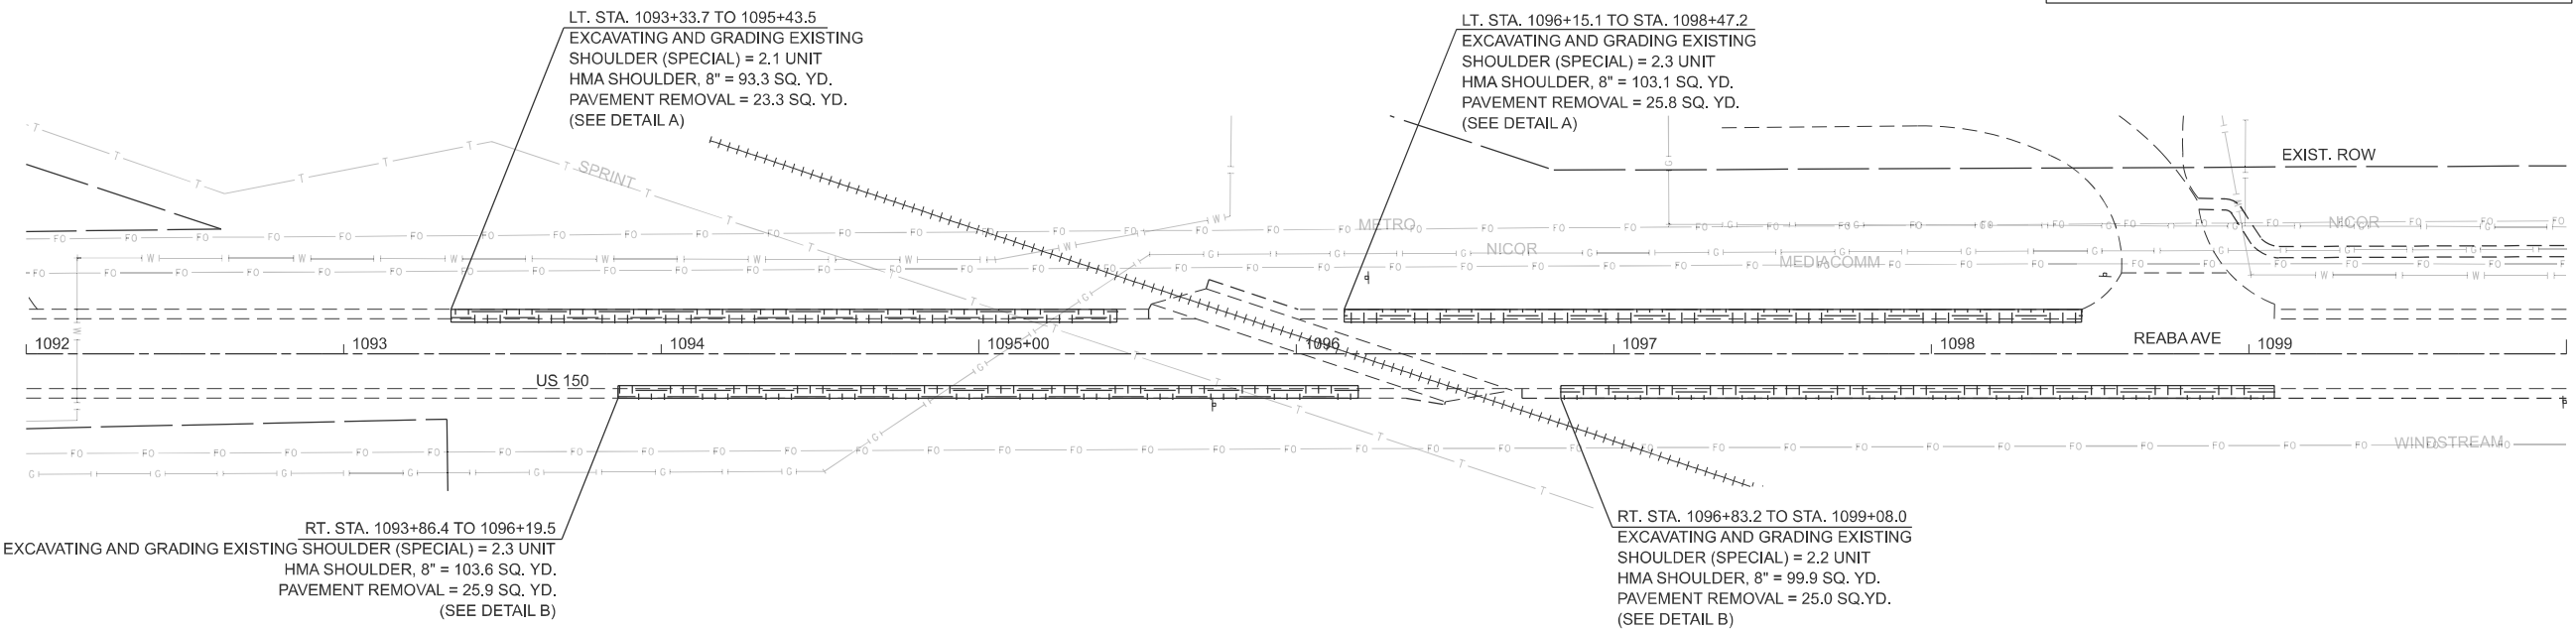 LT. STA. 1093+33.7 TO 1095+43.5
EXCAVATING AND GRADING EXISTING
SHOULDER (SPECIAL) = 2.1 UNIT
HMA SHOULDER, 8" = 93.3 SQ. YD.
PAVEMENT REMOVAL = 23.3 SQ. YD.
(SEE DETAIL A)
LT. STA. 1096+15.1 TO STA. 1098+47.2
EXCAVATING AND GRADING EXISTING
SHOULDER (SPECIAL) = 2.3 UNIT
HMA SHOULDER, 8" = 103.1 SQ. YD.
PAVEMENT REMOVAL = 25.8 SQ. YD.
(SEE DETAIL A)
EXIST. ROW
SPRINT
METRO
NICOR
NICOR
MEDIACOMM
1092
1093
1094
1095+00
1096
1097
1098
REABA AVE
1099
US 150
WINDSTREAM
RT. STA. 1093+86.4 TO 1096+19.5
EXCAVATING AND GRADING EXISTING SHOULDER (SPECIAL) = 2.3 UNIT
HMA SHOULDER, 8" = 103.6 SQ. YD.
PAVEMENT REMOVAL = 25.9 SQ. YD.
(SEE DETAIL B)
RT. STA. 1096+83.2 TO STA. 1099+08.0
EXCAVATING AND GRADING EXISTING
SHOULDER (SPECIAL) = 2.2 UNIT
HMA SHOULDER, 8" = 99.9 SQ. YD.
PAVEMENT REMOVAL = 25.0 SQ.YD.
(SEE DETAIL B)